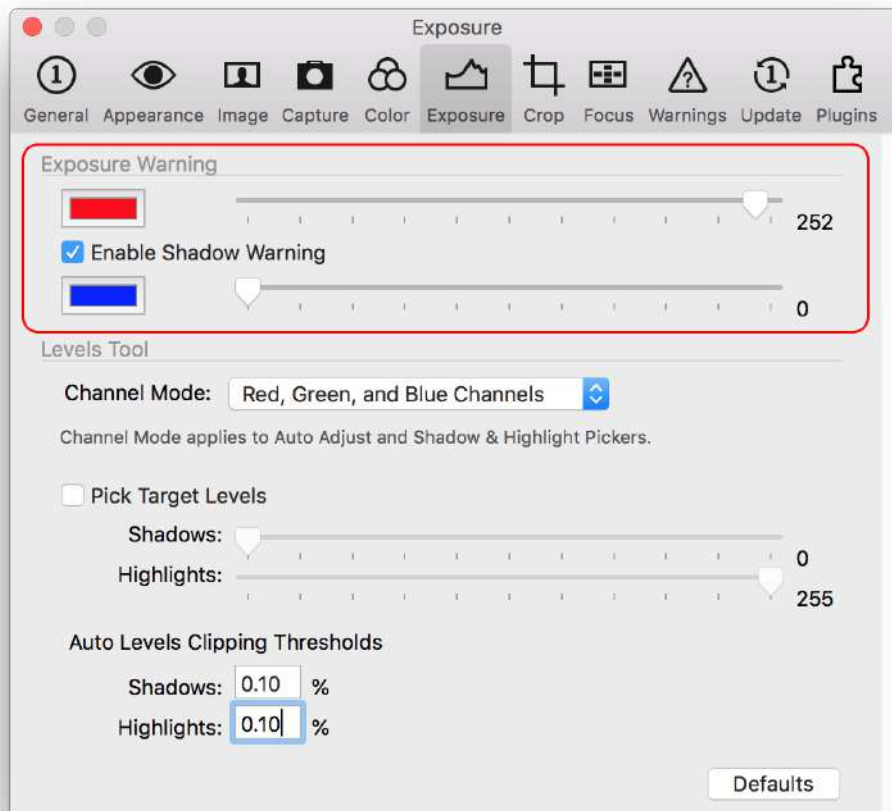 Exposure
1 1
General Appearance Image Capture Color Exposure Crop Focus Warnings Update Plugins
Exposure Warning
252
Enable Shadow Warning
0
Levels Tool
Channel Mode: Red, Green, and Blue Channels
Channel Mode applies to Auto Adjust and Shadow & Highlight Pickers.
Pick Target Levels
Shadows: 0
Highlights: 255
Auto Levels Clipping Thresholds
Shadows: 0.10 %
Highlights: 0.10 %
Defaults